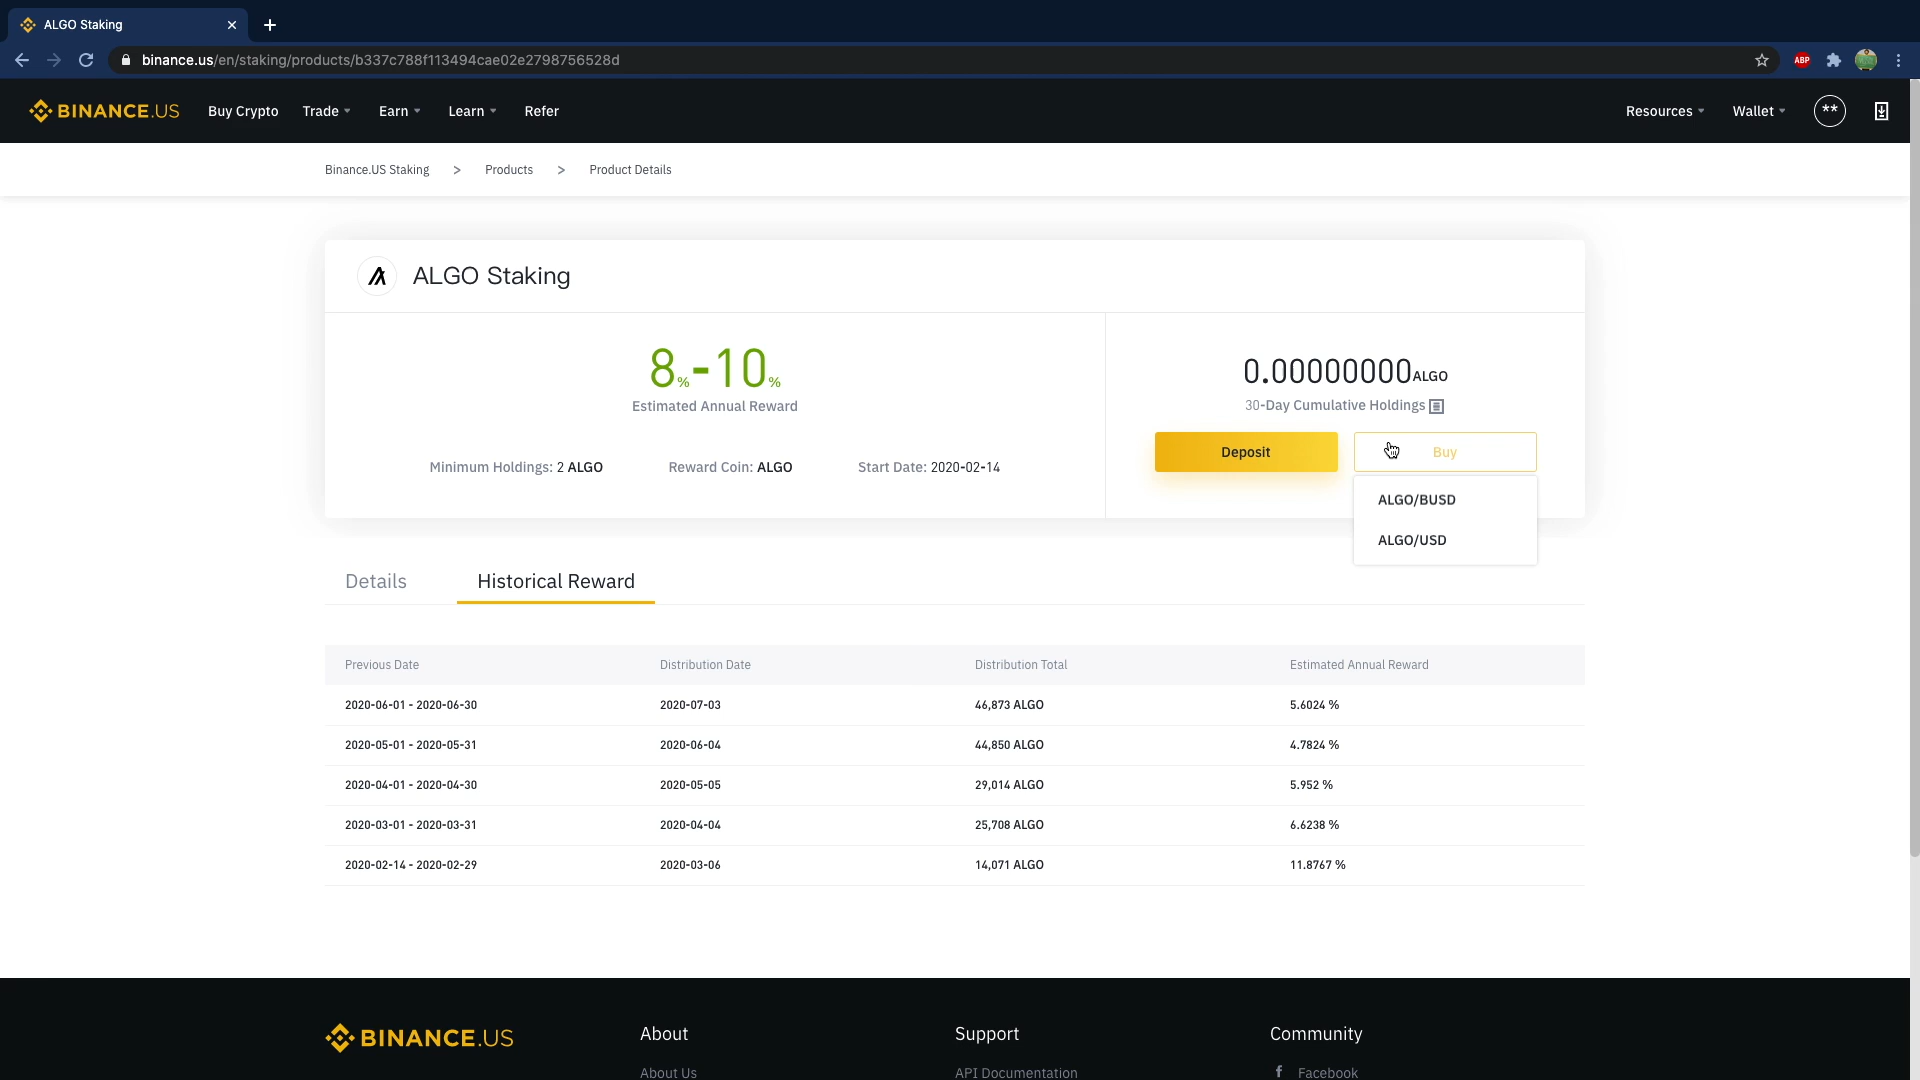 ALGO Staking
binance.us/en/staking/products/b337c788f113494cae02e2798756528d
ABP
BINANCE.US Buy Crypto Trade Earn Learn Refer Resources Wallet **
Binance.US Staking > Products > Product Details
ALGO Staking
8%-10%
Estimated Annual Reward
Minimum Holdings: 2 ALGO Reward Coin: ALGO Start Date: 2020-02-14
0.00000000 ALGO
30-Day Cumulative Holdings
Deposit Buy
ALGO/BUSD
ALGO/USD
Details Historical Reward
Previous Date Distribution Date Distribution Total Estimated Annual Reward
2020-06-01 - 2020-06-30 2020-07-03 46,873 ALGO 5.6024 %
2020-05-01 - 2020-05-31 2020-06-04 44,850 ALGO 4.7824 %
2020-04-01 - 2020-04-30 2020-05-05 29,014 ALGO 5.952 %
2020-03-01 - 2020-03-31 2020-04-04 25,708 ALGO 6.6238 %
2020-02-14 - 2020-02-29 2020-03-06 14,071 ALGO 11.8767 %
BINANCE.US About Support Community
About Us API Documentation Facebook